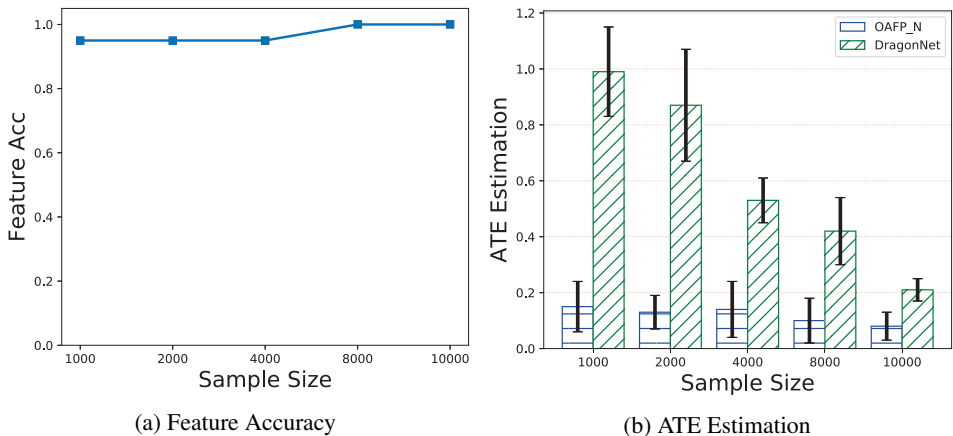 1.0
0.8
0.6
0.4
0.2
0.0
Feature Acc
1000 2000 4000 8000 10000
Sample Size
(a) Feature Accuracy
1.2
1.0
0.8
0.6
0.4
0.2
0.0
ATE Estimation
OAFP_N
DragonNet
1000 2000 4000 8000 10000
Sample Size
(b) ATE Estimation